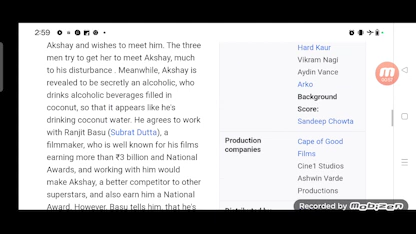 2:59
Akshay and wishes to meet him. The three
men try to get her to meet Akshay, much
to his disturbance . Meanwhile, Akshay is
revealed to be secretly an alcoholic, who
drinks alcoholic beverages filled in
coconut, so that it appears like he's
drinking coconut water. He agrees to work
with Ranjit Basu (Subrat Dutta), a
filmmaker, who is well known for his films
earning more than ₹3 billion and National
Awards, and working with him would
make Akshay, a better competitor to other
superstars, and also earn him a National
Award. However, Basu tells him, that he's
Hard Kaur
Vikram Nagi
Aydin Vance
Arko
Background
Score:
Sandeep Chowta
Production
companies
Cape of Good
Films
Cine1 Studios
Ashwin Varde
Productions
Distributed by
Recorded by Mobizen